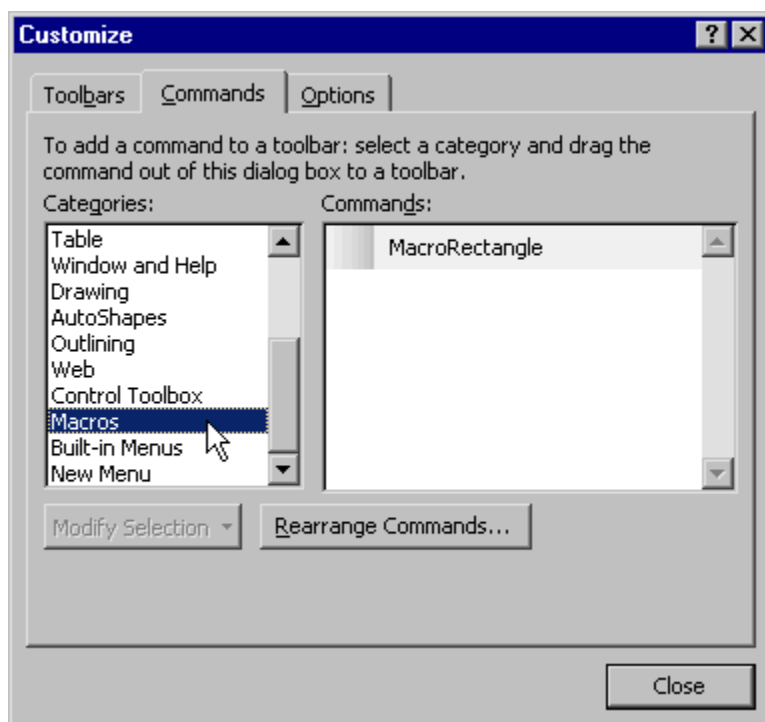 Customize
Toolbars Commands Options
To add a command to a toolbar: select a category and drag the
command out of this dialog box to a toolbar.
Categories:
Table
Window and Help
Drawing
AutoShapes
Outlining
Web
Control Toolbox
Macros
Built-in Menus
New Menu
Commands:
MacroRectangle
Modify Selection
Rearrange Commands...
Close